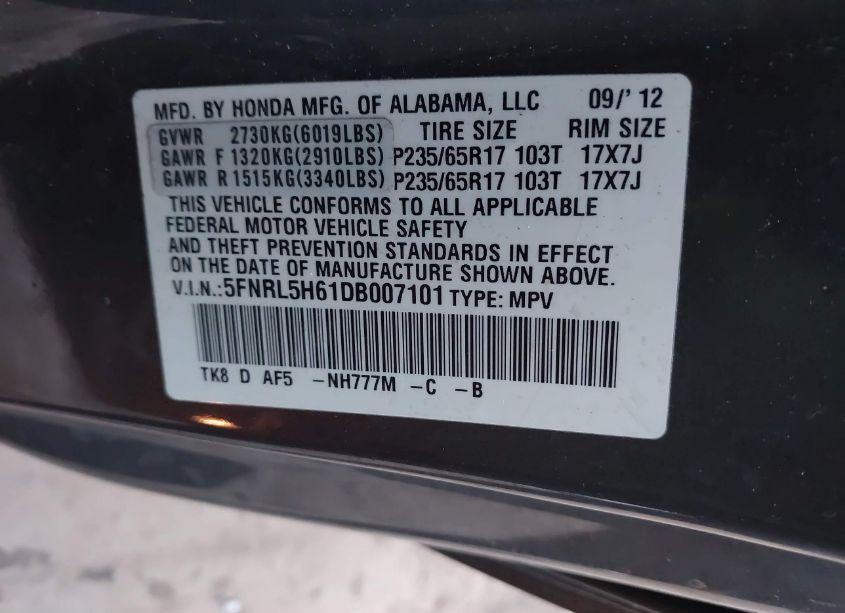 MFD. BY HONDA MFG. OF ALABAMA, LLC 09/' 12
GVWR 2730KG(6019LBS) TIRE SIZE RIM SIZE
GAWR F 1320KG(2910LBS) P235/65R17 103T 17X7J
GAWR R 1515KG(3340LBS) P235/65R17 103T 17X7J
THIS VEHICLE CONFORMS TO ALL APPLICABLE
FEDERAL MOTOR VEHICLE SAFETY
AND THEFT PREVENTION STANDARDS IN EFFECT
ON THE DATE OF MANUFACTURE SHOWN ABOVE.
V.I.N.:5FNRL5H61DB007101 TYPE: MPV
TK8 D AF5 -NH777M -C -B